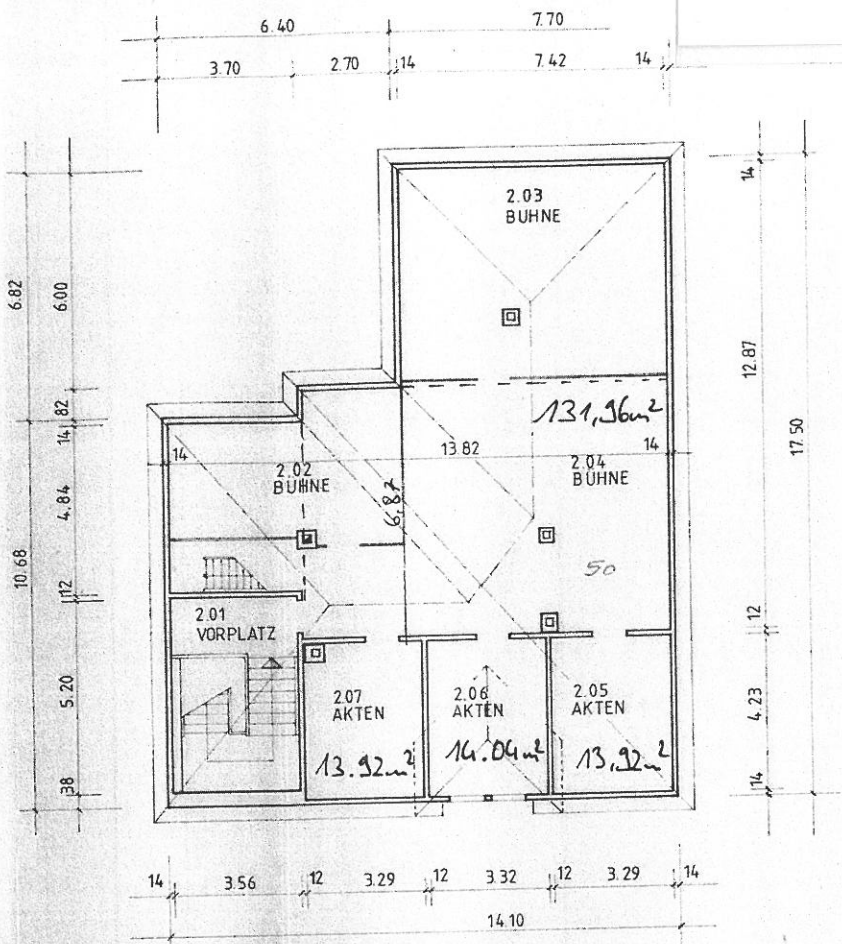 6.40 7.70
3.70 2.70 14 7.42 14
2.03
BÜHNE
14
6.82
6.00
12.87
82
131,96m²
14
14 13.82 14
2.02
BÜHNE
2.04
BÜHNE
17.50
4.84
6,87
10.68
50
12
12
2.01
VORPLATZ
5.20
2.07
AKTEN
2.06
AKTEN
2.05
AKTEN
4.23
13.92m²
14.04m²
13,92m²
38
14
14 3.56 12 3.29 12 3.32 12 3.29 14
14.10